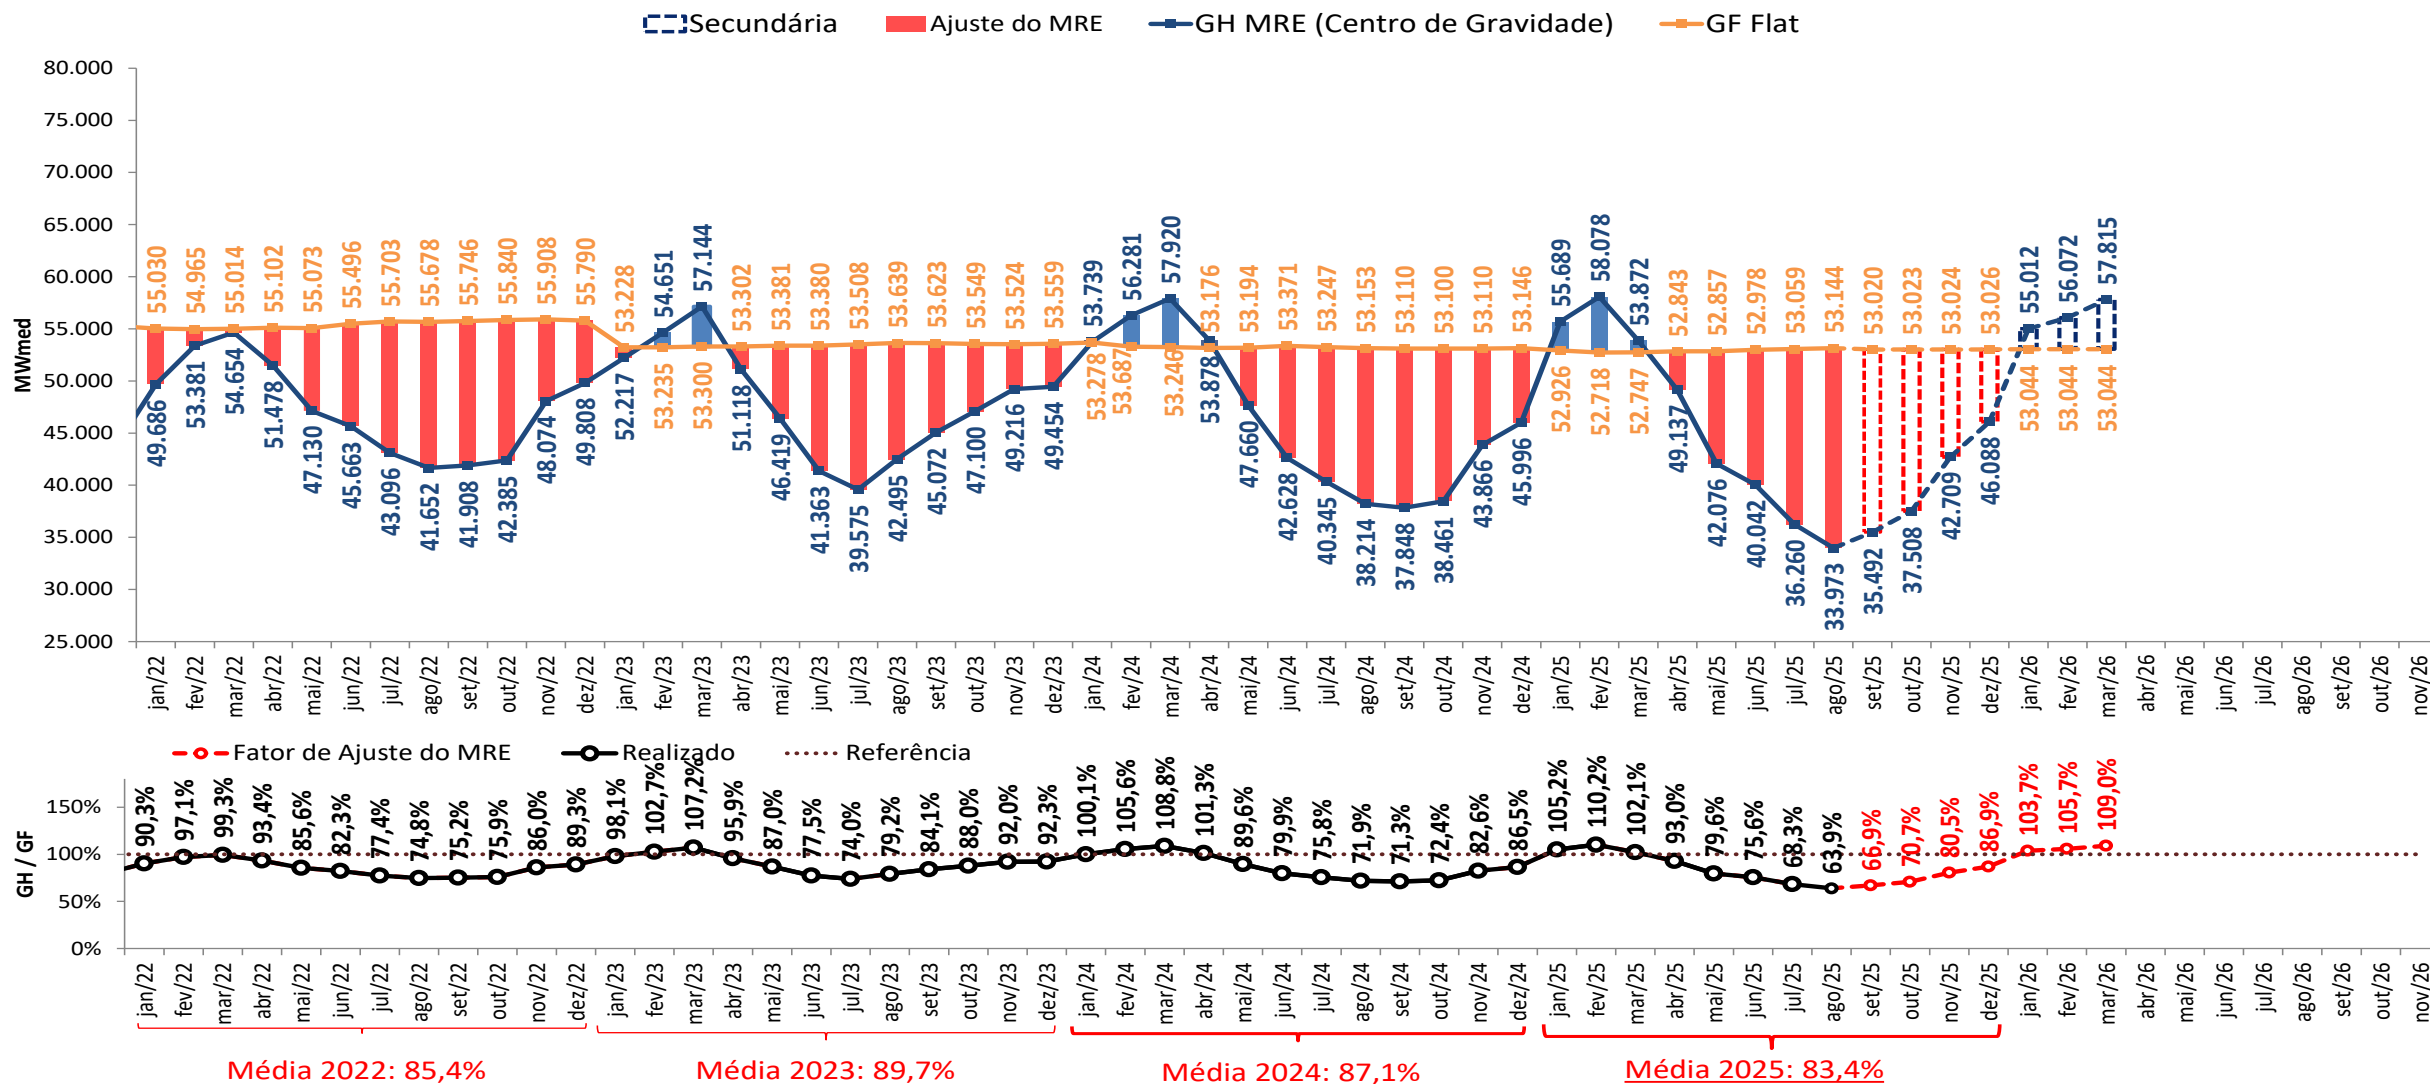 Secundária Ajuste do MRE GH MRE (Centro de Gravidade) GF Flat
MWmed
80.000
75.000
70.000
65.000
60.000
55.000
50.000
45.000
40.000
35.000
30.000
25.000
55.030 54.965 55.014 55.102 55.073 55.496 55.703 55.678 55.746 55.840 55.908 55.790 53.228 53.235 53.300 53.302 53.381 53.380 53.508 53.639 53.623 53.549 53.524 53.559 53.278 53.687 53.246 53.176 53.194 53.371 53.247 53.153 53.110 53.100 53.110 53.146 52.926 52.718 52.747 52.843 52.857 52.978 53.059 53.144 53.020 53.023 53.024 53.026 53.044 53.044 53.044
49.686 53.381 54.654 51.478 47.130 45.663 43.096 41.652 41.908 42.385 48.074 49.808 52.217 54.651 57.144 51.118 46.419 41.363 39.575 42.495 45.072 47.100 49.216 49.454 53.739 56.281 57.920 53.878 47.660 42.628 40.345 38.214 37.848 38.461 43.866 45.996 55.689 58.078 53.872 49.137 42.076 40.042 36.260 33.973 35.492 37.508 42.709 46.088 55.012 56.072 57.815
jan/22 fev/22 mar/22 abr/22 mai/22 jun/22 jul/22 ago/22 set/22 out/22 nov/22 dez/22 jan/23 fev/23 mar/23 abr/23 mai/23 jun/23 jul/23 ago/23 set/23 out/23 nov/23 dez/23 jan/24 fev/24 mar/24 abr/24 mai/24 jun/24 jul/24 ago/24 set/24 out/24 nov/24 dez/24 jan/25 fev/25 mar/25 abr/25 mai/25 jun/25 jul/25 ago/25 set/25 out/25 nov/25 dez/25 jan/26 fev/26 mar/26 abr/26 mai/26 jun/26 jul/26 ago/26 set/26 out/26 nov/26
Fator de Ajuste do MRE Realizado Referência
GH / GF
150%
100%
50%
0%
90,3% 97,1% 99,3% 93,4% 85,6% 82,3% 77,4% 74,8% 75,2% 75,9% 86,0% 89,3% 98,1% 102,7% 107,2% 95,9% 87,0% 77,5% 74,0% 79,2% 84,1% 88,0% 92,0% 92,3% 100,1% 105,6% 108,8% 101,3% 89,6% 79,9% 75,8% 71,9% 71,3% 72,4% 82,6% 86,5% 105,2% 110,2% 102,1% 93,0% 79,6% 75,6% 68,3% 63,9% 66,9% 70,7% 80,5% 86,9% 103,7% 105,7% 109,0%
jan/22 fev/22 mar/22 abr/22 mai/22 jun/22 jul/22 ago/22 set/22 out/22 nov/22 dez/22 jan/23 fev/23 mar/23 abr/23 mai/23 jun/23 jul/23 ago/23 set/23 out/23 nov/23 dez/23 jan/24 fev/24 mar/24 abr/24 mai/24 jun/24 jul/24 ago/24 set/24 out/24 nov/24 dez/24 jan/25 fev/25 mar/25 abr/25 mai/25 jun/25 jul/25 ago/25 set/25 out/25 nov/25 dez/25 jan/26 fev/26 mar/26 abr/26 mai/26 jun/26 jul/26 ago/26 set/26 out/26 nov/26
Média 2022: 85,4% Média 2023: 89,7% Média 2024: 87,1% Média 2025: 83,4%